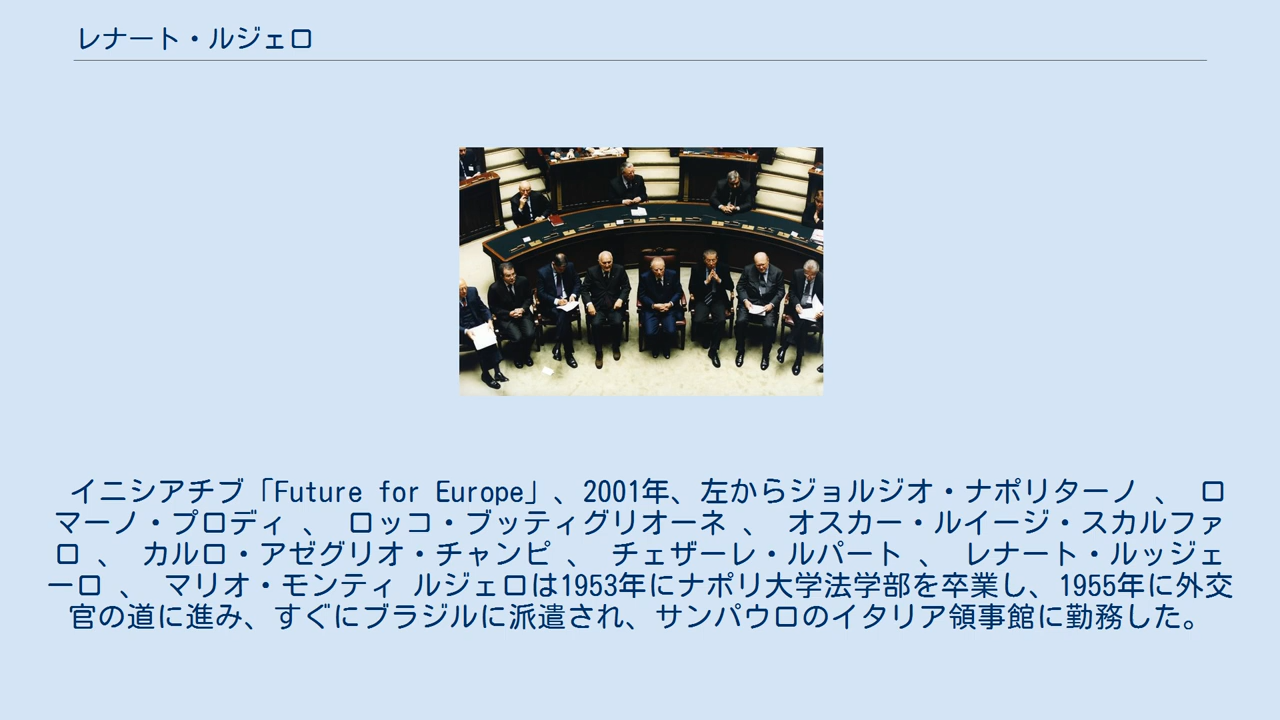 レナート・ルジェロ
イニシアチブ「Future for Europe」、2001年、左からジョルジオ・ナポリターノ 、 ロ
マーノ・プロディ 、 ロッコ・ブッティグリオーネ 、 オスカー・ルイージ・スカルファ
ロ 、 カルロ・アゼグリオ・チャンピ 、 チェザーレ・ルパート 、 レナート・ルッジェ
ーロ 、 マリオ・モンティ ルジェロは1953年にナポリ大学法学部を卒業し、1955年に外交
官の道に進み、すぐにブラジルに派遣され、サンパウロのイタリア領事館に勤務した。